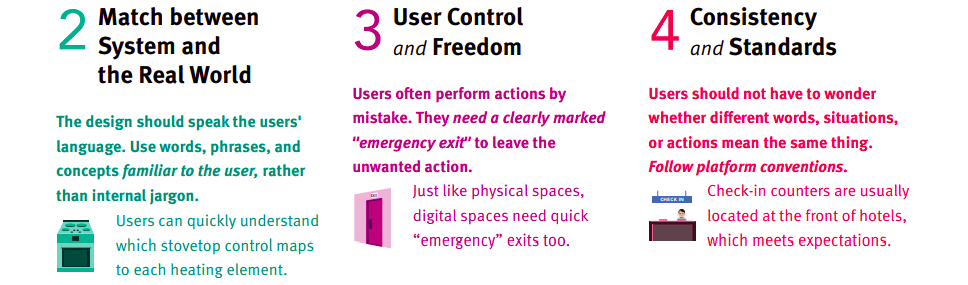 2 Match between
System and
the Real World
The design should speak the users'
language. Use words, phrases, and
concepts familiar to the user, rather
than internal jargon.
Users can quickly understand
which stovetop control maps
to each heating element.
3 User Control
and Freedom
Users often perform actions by
mistake. They need a clearly marked
"emergency exit" to leave the
unwanted action.
EXIT
Just like physical spaces,
digital spaces need quick
“emergency” exits too.
4 Consistency
and Standards
Users should not have to wonder
whether different words, situations,
or actions mean the same thing.
Follow platform conventions.
CHECK IN
Check-in counters are usually
located at the front of hotels,
which meets expectations.